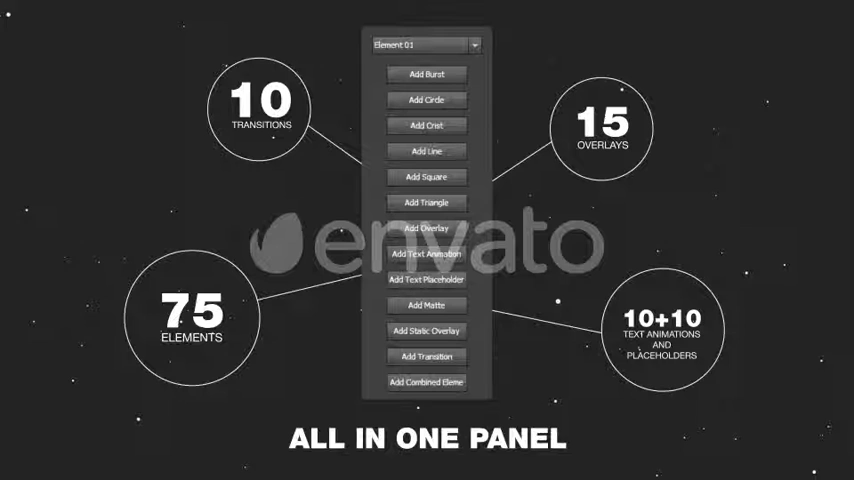 Element 01
Add Burst
Add Circle
Add Crist
Add Line
Add Square
Add Triangle
Add Overlay
Add Text Animation
Add Text Placeholder
Add Matte
Add Static Overlay
Add Transition
Add Combined Eleme
10
TRANSITIONS
15
OVERLAYS
75
ELEMENTS
10+10
TEXT ANIMATIONS
AND
PLACEHOLDERS
envato
ALL IN ONE PANEL